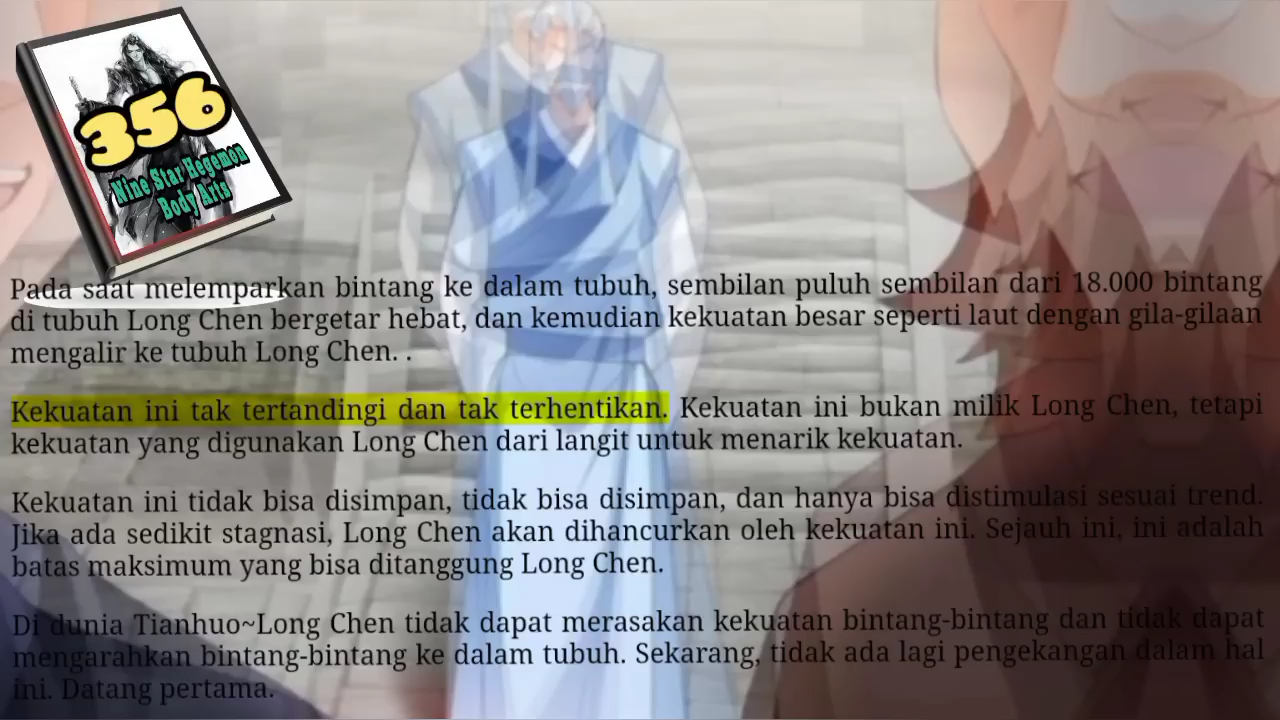 356
Nine Star Hegemon
Body Arts
Pada saat melemparkan bintang ke dalam tubuh, sembilan puluh sembilan dari 18.000 bintang
di tubuh Long Chen bergetar hebat, dan kemudian kekuatan besar seperti laut dengan gila-gilaan
mengalir ke tubuh Long Chen. .
Kekuatan ini tak tertandingi dan tak terhentikan. Kekuatan ini bukan milik Long Chen, tetapi
kekuatan yang digunakan Long Chen dari langit untuk menarik kekuatan.
Kekuatan ini tidak bisa disimpan, tidak bisa disimpan, dan hanya bisa distimulasi sesuai trend.
Jika ada sedikit stagnasi, Long Chen akan dihancurkan oleh kekuatan ini. Sejauh ini, ini adalah
batas maksimum yang bisa ditanggung Long Chen.
Di dunia Tianhuo~Long Chen tidak dapat merasakan kekuatan bintang-bintang dan tidak dapat
mengarahkan bintang-bintang ke dalam tubuh. Sekarang, tidak ada lagi pengekangan dalam hal
ini. Datang pertama.